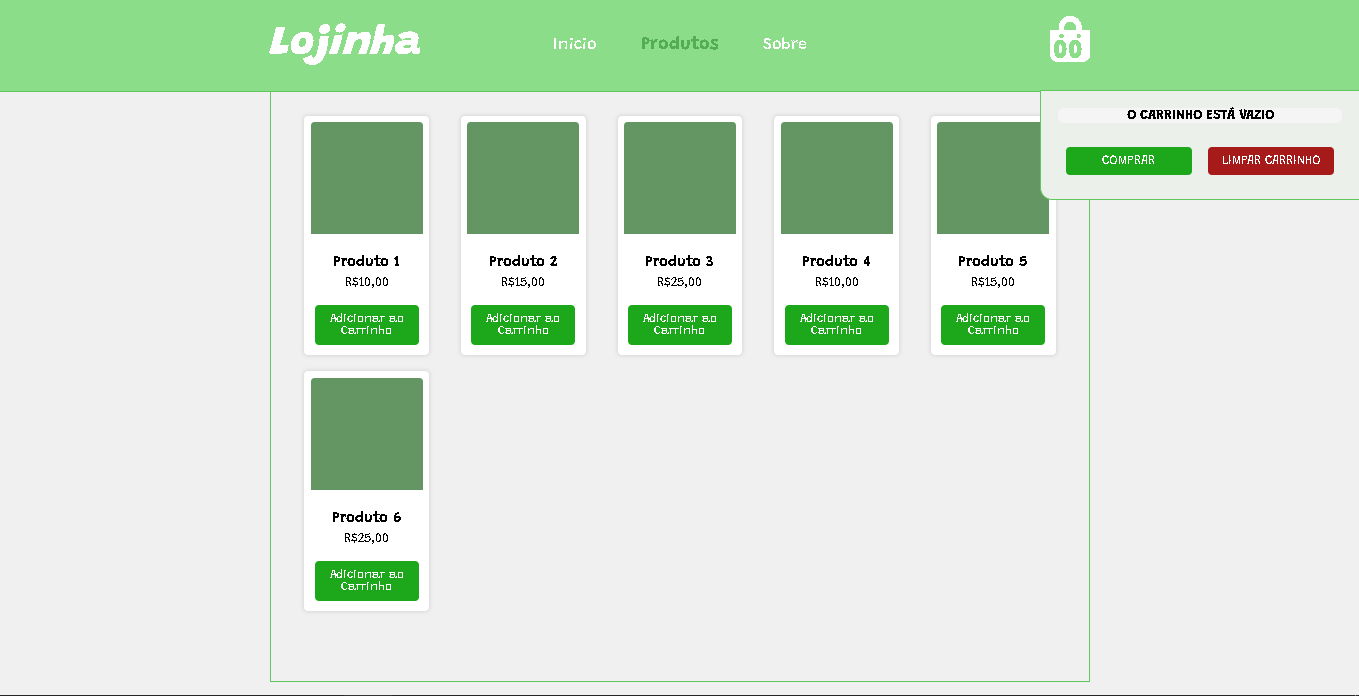 Lojinha
Inicio
Produtos
Sobre
00
O CARRINHO ESTÁ VAZIO
COMPRAR
LIMPAR CARRINHO
Produto 1
R$10,00
Adicionar ao
Carrinho
Produto 2
R$15,00
Adicionar ao
Carrinho
Produto 3
R$25,00
Adicionar ao
Carrinho
Produto 4
R$10,00
Adicionar ao
Carrinho
Produto 5
R$15,00
Adicionar ao
Carrinho
Produto 6
R$25,00
Adicionar ao
Carrinho